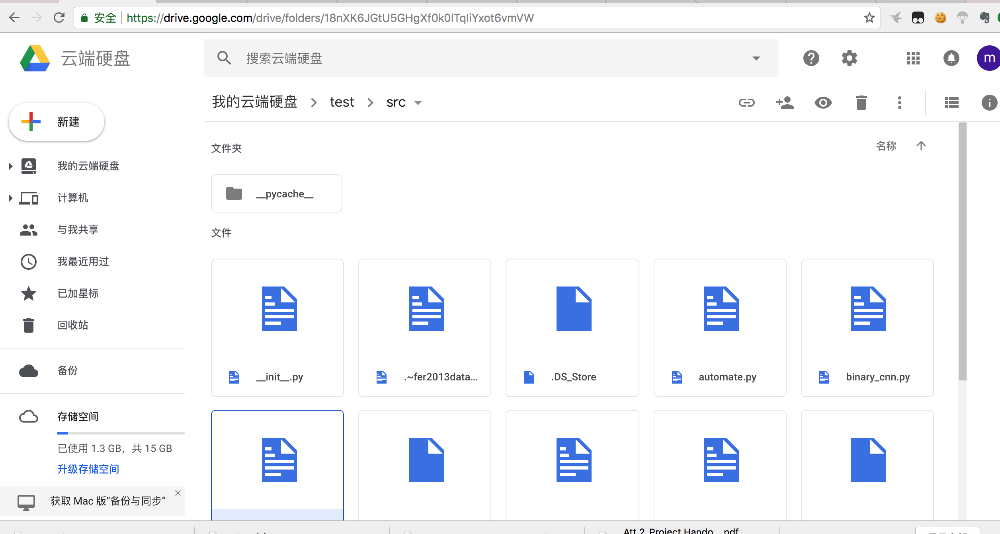 安全 https://drive.google.com/drive/folders/18nXK6JGtU5GHgXf0k0lTqIiYxot6vmVW
云端硬盘
搜索云端硬盘
m
我的云端硬盘 > test > src
新建
我的云端硬盘
计算机
与我共享
我最近用过
已加星标
回收站
备份
存储空间
已使用 1.3 GB，共 15 GB
升级存储空间
获取 Mac 版“备份与同步”
文件夹
名称
__pycache__
文件
__init__.py
.~fer2013data...
.DS_Store
automate.py
binary_cnn.py
Att 2_Project Hando....pdf